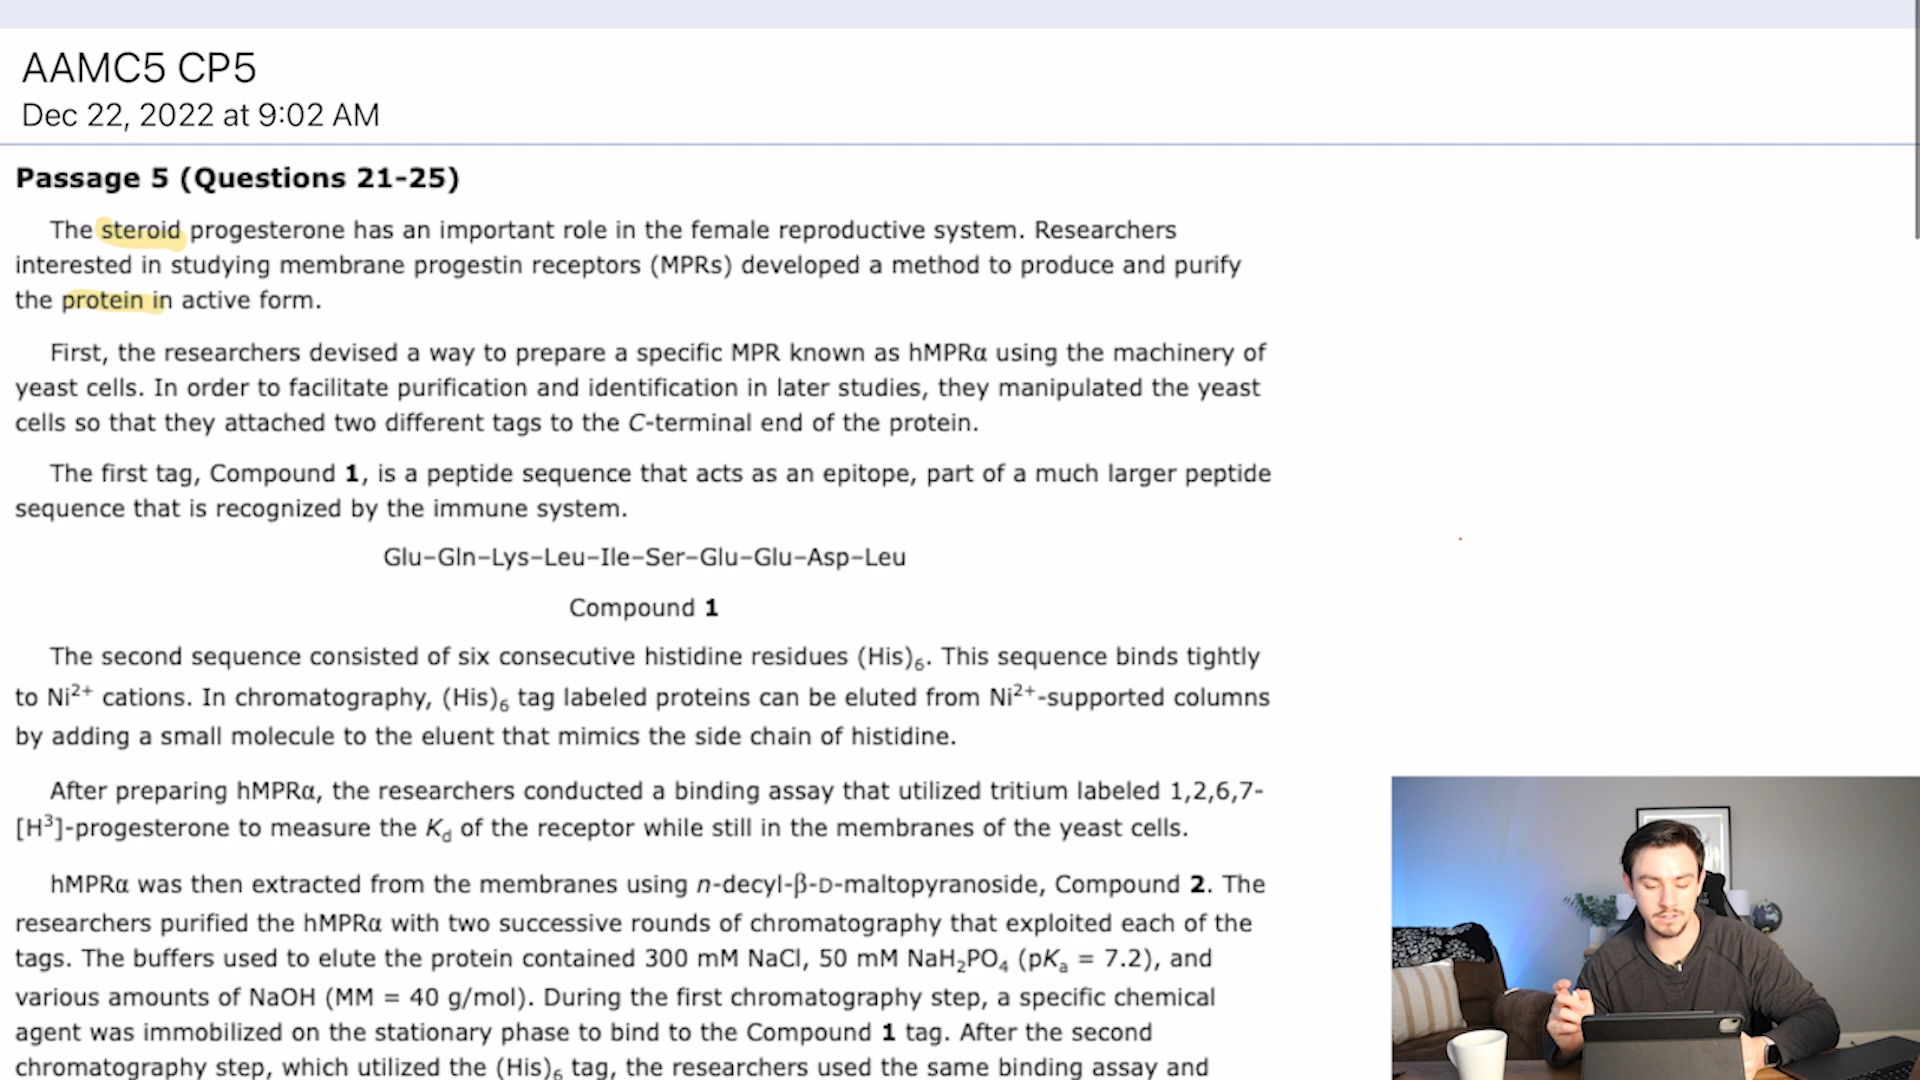 AAMC5 CP5
Dec 22, 2022 at 9:02 AM
Passage 5 (Questions 21-25)
The steroid progesterone has an important role in the female reproductive system. Researchers
interested in studying membrane progestin receptors (MPRs) developed a method to produce and purify
the protein in active form.
First, the researchers devised a way to prepare a specific MPR known as hMPRα using the machinery of
yeast cells. In order to facilitate purification and identification in later studies, they manipulated the yeast
cells so that they attached two different tags to the C-terminal end of the protein.
The first tag, Compound 1, is a peptide sequence that acts as an epitope, part of a much larger peptide
sequence that is recognized by the immune system.
Glu–Gln–Lys–Leu–Ile–Ser–Glu–Glu–Asp–Leu
Compound 1
The second sequence consisted of six consecutive histidine residues (His)₆. This sequence binds tightly
to Ni²⁺ cations. In chromatography, (His)₆ tag labeled proteins can be eluted from Ni²⁺-supported columns
by adding a small molecule to the eluent that mimics the side chain of histidine.
After preparing hMPRα, the researchers conducted a binding assay that utilized tritium labeled 1,2,6,7-
[H³]-progesterone to measure the K_d of the receptor while still in the membranes of the yeast cells.
hMPRα was then extracted from the membranes using n-decyl-β-D-maltopyranoside, Compound 2. The
researchers purified the hMPRα with two successive rounds of chromatography that exploited each of the
tags. The buffers used to elute the protein contained 300 mM NaCl, 50 mM NaH₂PO₄ (pKₐ = 7.2), and
various amounts of NaOH (MM = 40 g/mol). During the first chromatography step, a specific chemical
agent was immobilized on the stationary phase to bind to the Compound 1 tag. After the second
chromatography step, which utilized the (His)₆ tag, the researchers used the same binding assay and